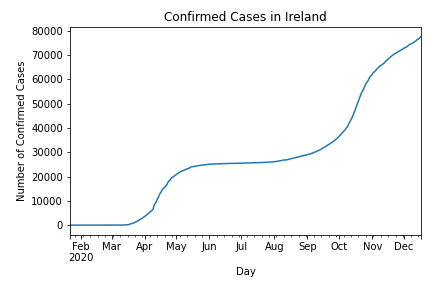 Confirmed Cases in Ireland
Number of Confirmed Cases
80000
70000
60000
50000
40000
30000
20000
10000
0
Feb Mar Apr May Jun Jul Aug Sep Oct Nov Dec
2020
Day